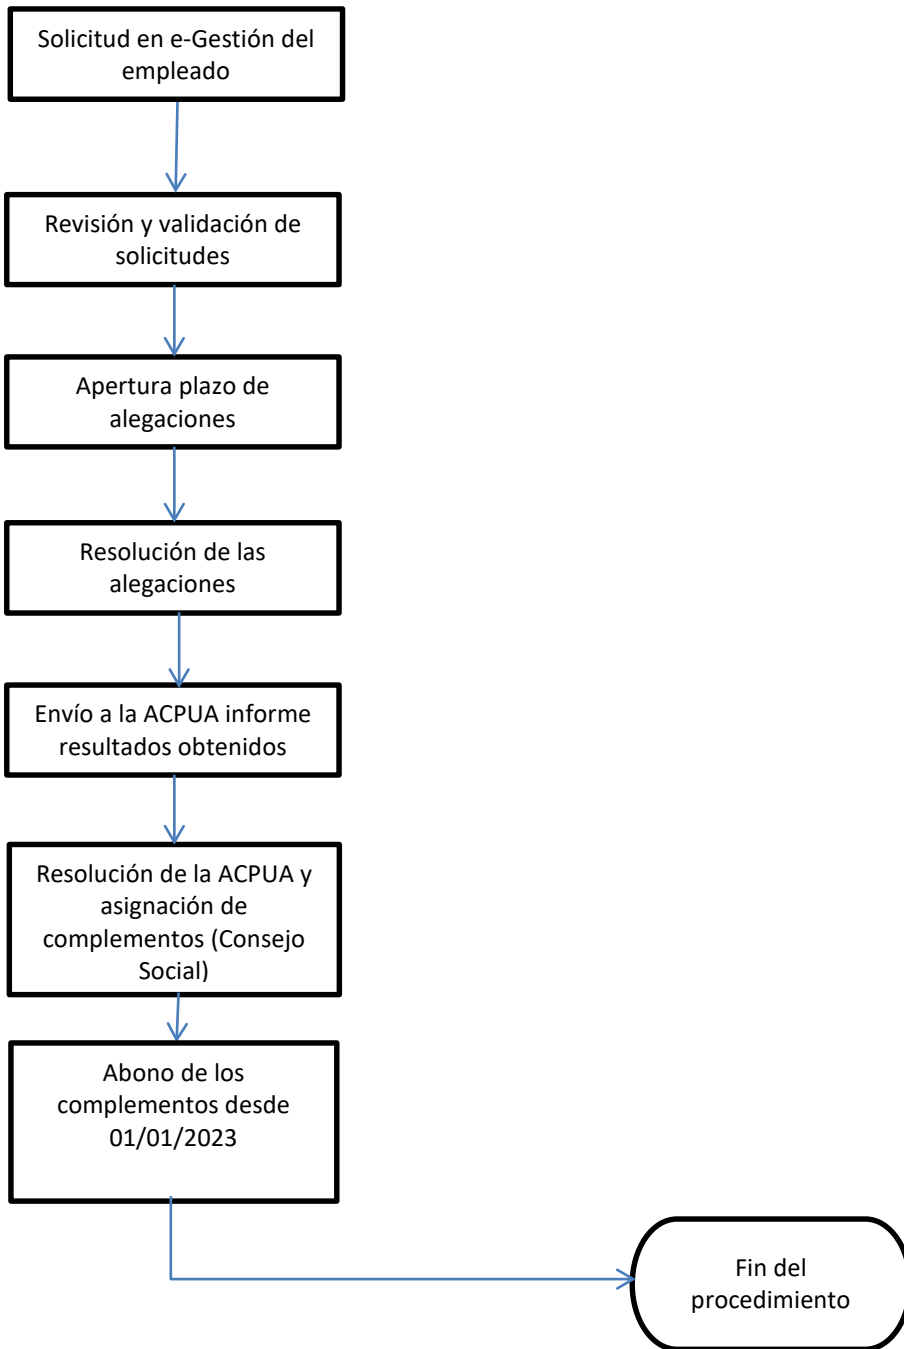 Solicitud en e-Gestión del
empleado
Revisión y validación de
solicitudes
Apertura plazo de
alegaciones
Resolución de las
alegaciones
Envío a la ACPUA informe
resultados obtenidos
Resolución de la ACPUA y
asignación de
complementos (Consejo
Social)
Abono de los
complementos desde
01/01/2023
Fin del
procedimiento